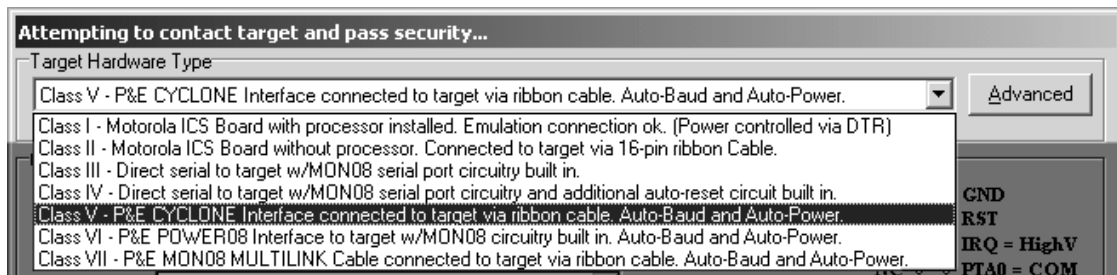 Attempting to contact target and pass security...
Target Hardware Type
Class V - P&E CYCLONE Interface connected to target via ribbon cable. Auto-Baud and Auto-Power.
Advanced
Class I - Motorola ICS Board with processor installed. Emulation connection ok. (Power controlled via DTR)
Class II - Motorola ICS Board without processor. Connected to target via 16-pin ribbon Cable.
Class III - Direct serial to target w/MON08 serial port circuitry built in.
Class IV - Direct serial to target w/MON08 serial port circuitry and additional auto-reset circuit built in.
GND
Class V - P&E CYCLONE Interface connected to target via ribbon cable. Auto-Baud and Auto-Power.
RST
Class VI - P&E POWER08 Interface to target w/MON08 circuitry built in. Auto-Baud and Auto-Power.
IRQ = HighV
Class VII - P&E MON08 MULTILINK Cable connected to target via ribbon cable. Auto-Baud and Auto-Power.
PTA0 = COM